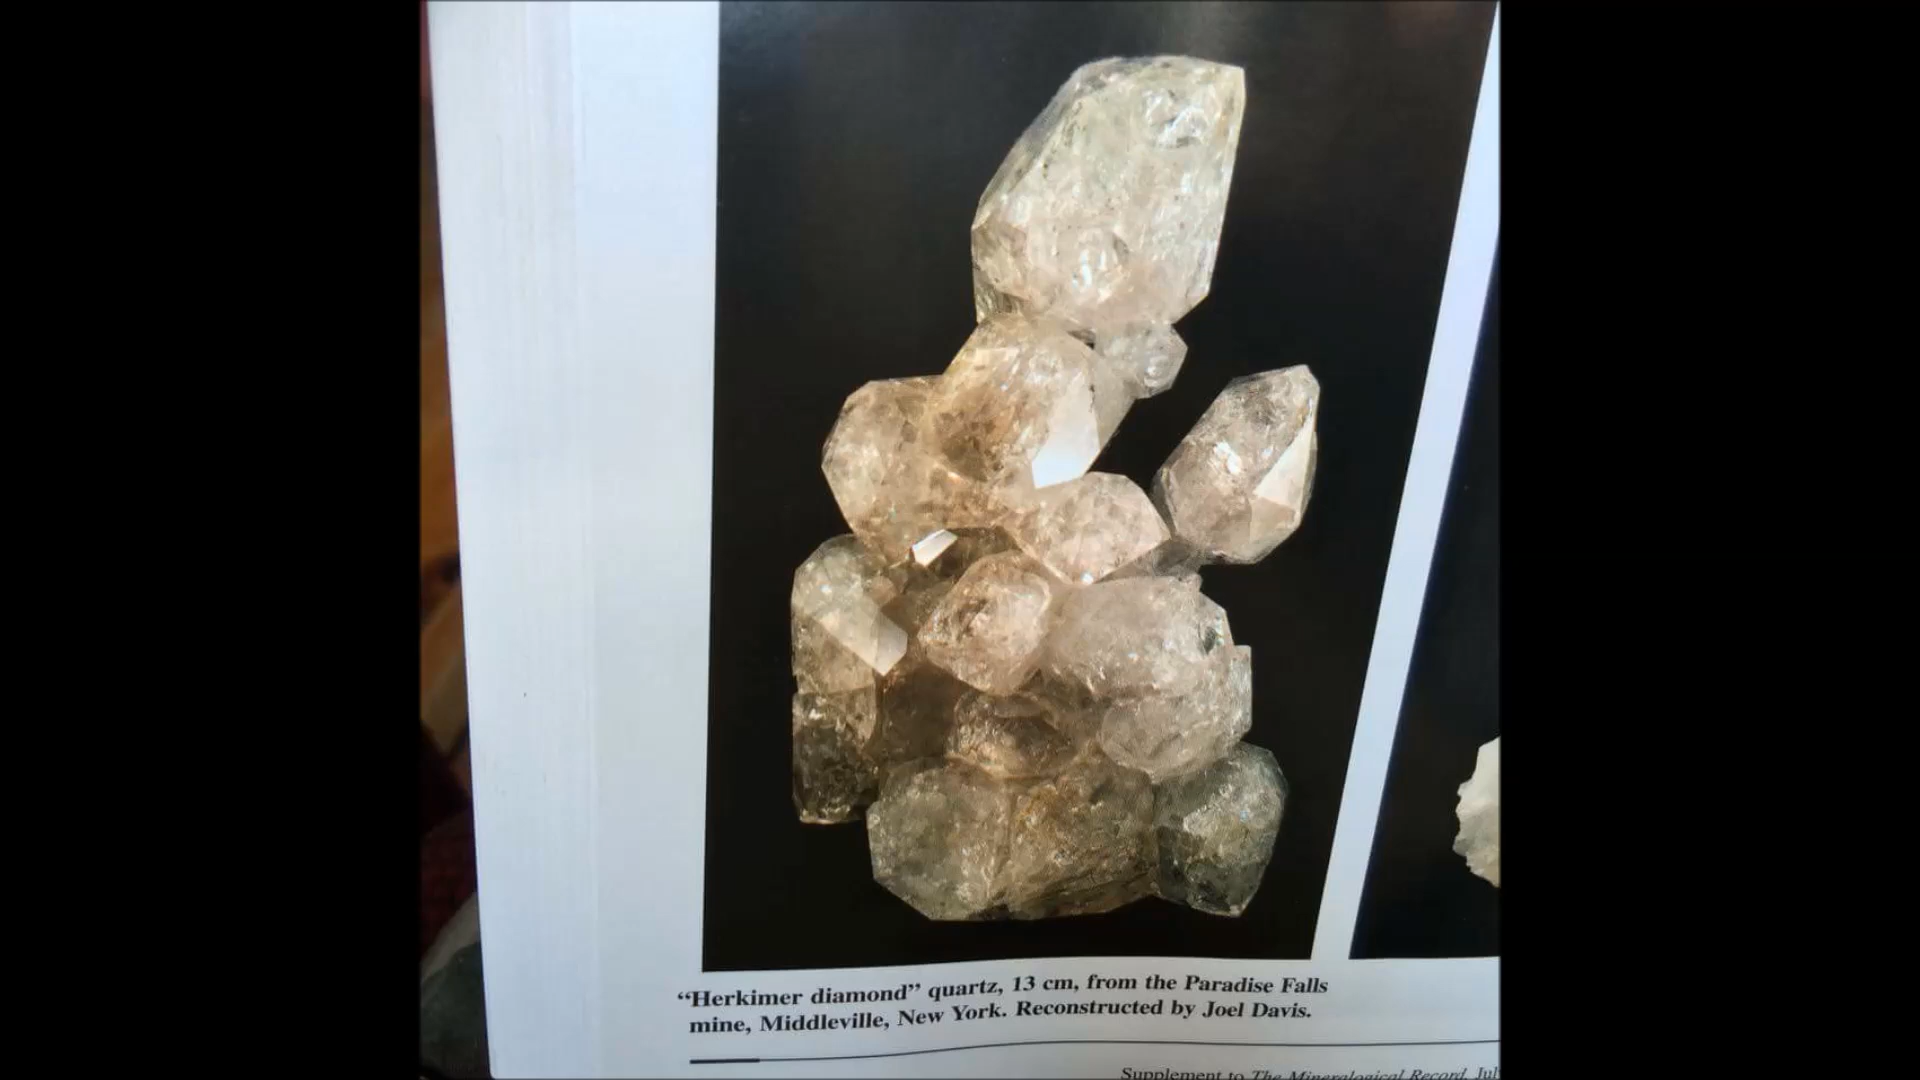 “Herkimer diamond” quartz, 13 cm, from the Paradise Falls
mine, Middleville, New York. Reconstructed by Joel Davis.
Supplement to The Mineralogical Record, Jul